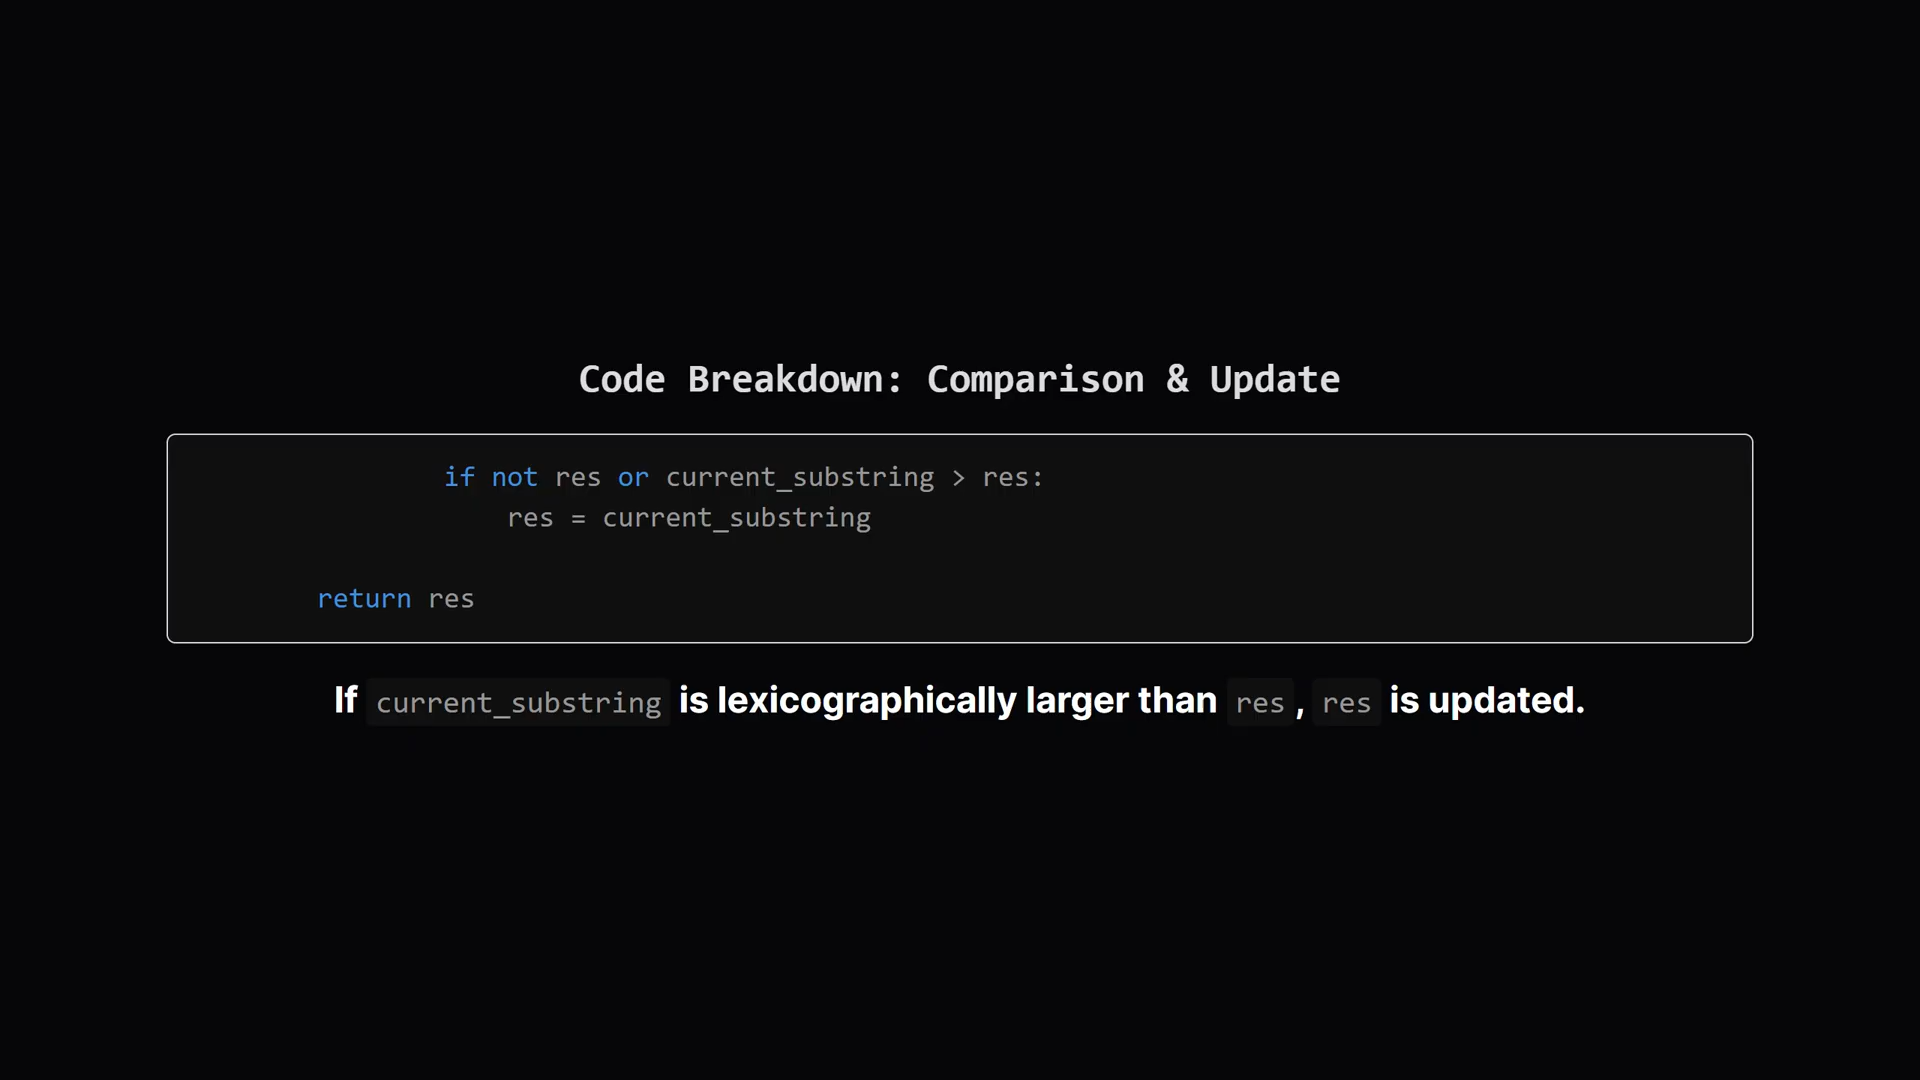 Code Breakdown: Comparison & Update
if not res or current_substring > res:
res = current_substring
return res
If current_substring is lexicographically larger than res, res is updated.